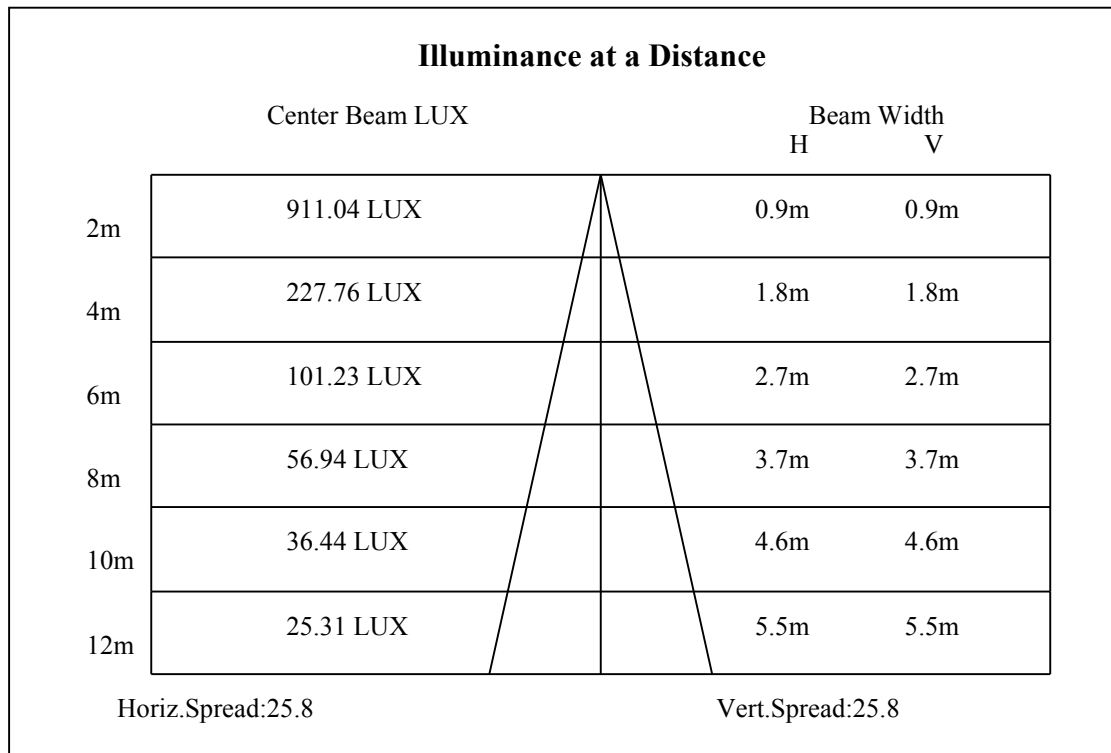 Illuminance at a Distance
Center Beam LUX Beam Width
H V
911.04 LUX 0.9m 0.9m
2m
227.76 LUX 1.8m 1.8m
4m
101.23 LUX 2.7m 2.7m
6m
56.94 LUX 3.7m 3.7m
8m
36.44 LUX 4.6m 4.6m
10m
25.31 LUX 5.5m 5.5m
12m
Horiz.Spread:25.8 Vert.Spread:25.8